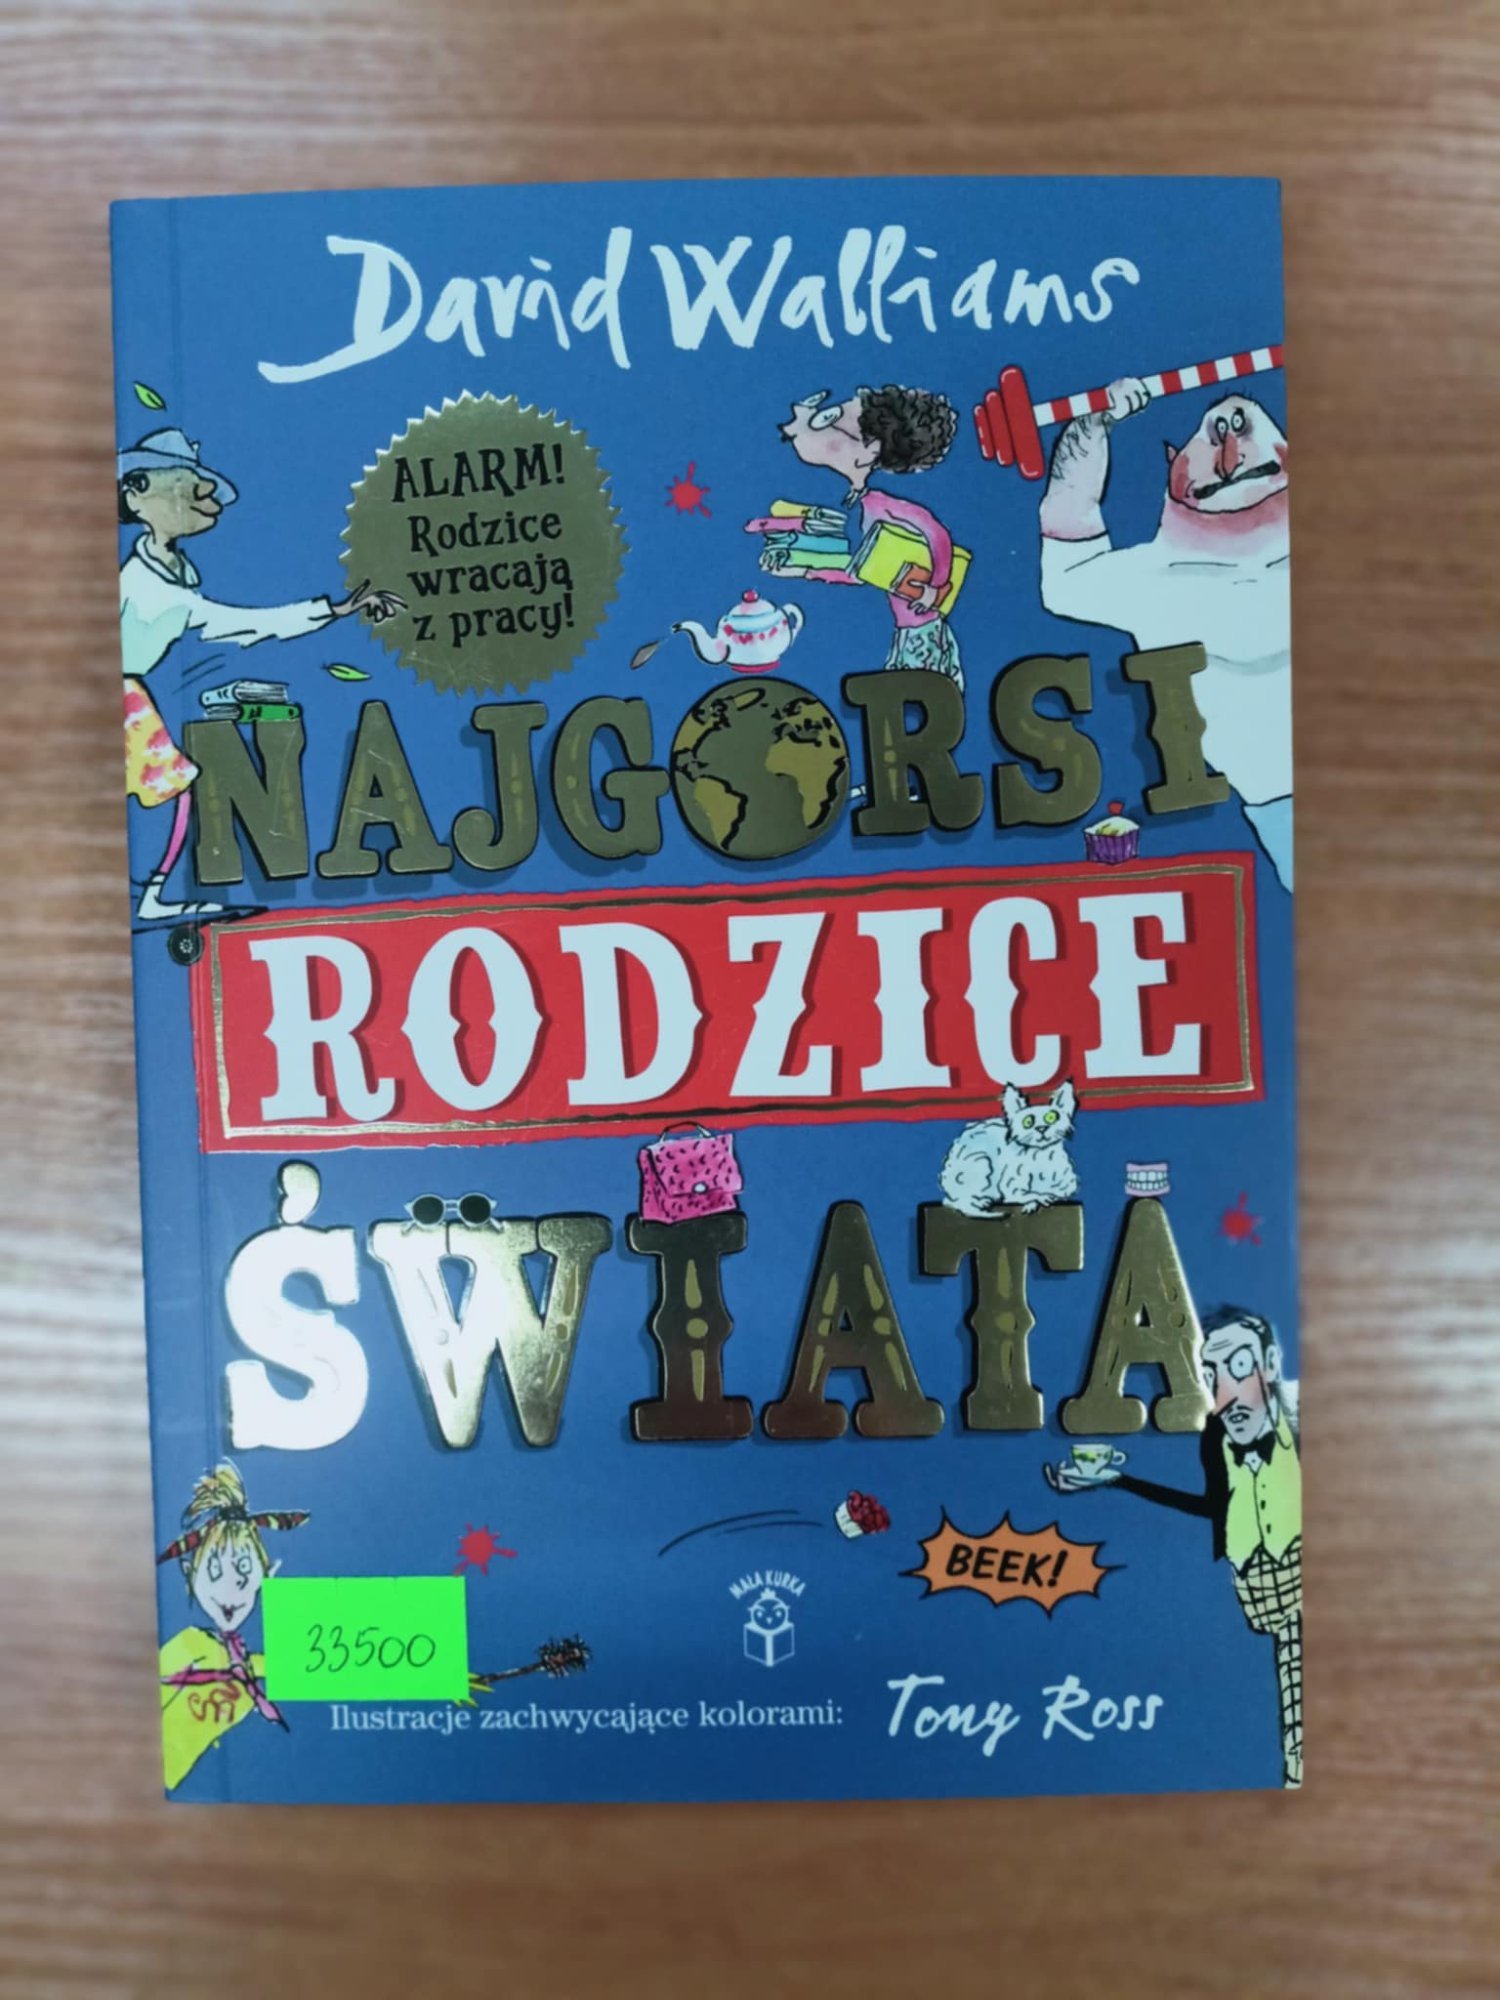 David Walliams
ALARM!
Rodzice
wracają
z pracy!
NAJGORSI
RODZICE
ŚWIATA
BEEK!
MAŁA KURKA
33500
Ilustracje zachwycające kolorami: Tony Ross